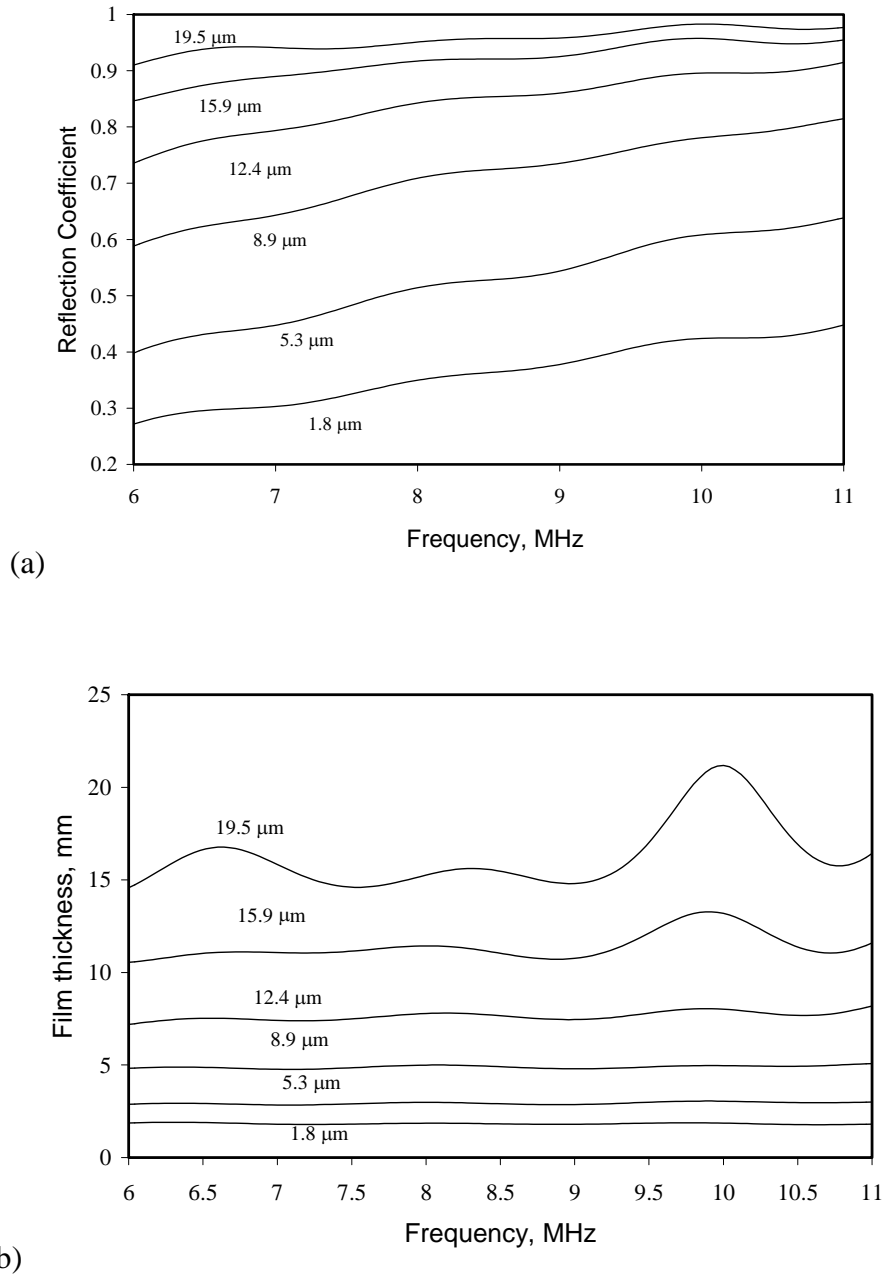 1
0.9
0.8
0.7
0.6
0.5
0.4
0.3
0.2
Reflection Coefficient
19.5 μm
15.9 μm
12.4 μm
8.9 μm
5.3 μm
1.8 μm
6 7 8 9 10 11
Frequency, MHz
(a)
25
20
15
10
5
0
Film thickness, mm
19.5 μm
15.9 μm
12.4 μm
8.9 μm
5.3 μm
1.8 μm
6 6.5 7 7.5 8 8.5 9 9.5 10 10.5 11
Frequency, MHz
b)